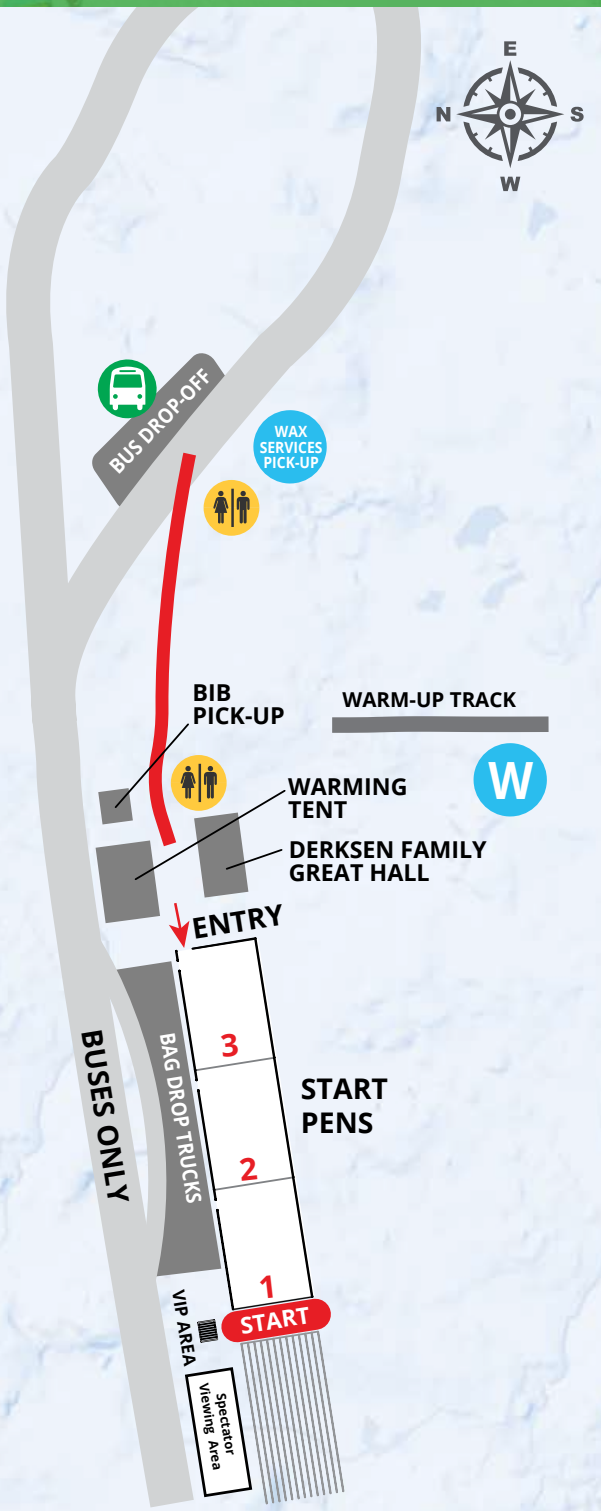 E
N
S
W
BUS DROP-OFF
WAX
SERVICES
PICK-UP
BIB
PICK-UP
WARM-UP TRACK
W
WARMING
TENT
DERKSEN FAMILY
GREAT HALL
ENTRY
3
BUSES ONLY
BAG DROP TRUCKS
START
PENS
2
1
START
VIP AREA
Spectator
Viewing Area